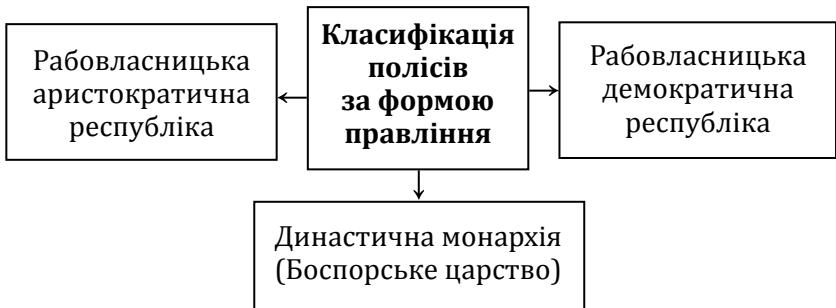 Класифікація
полісів
за формою
правління
Рабовласницька
аристократична
республіка
Рабовласницька
демократична
республіка
Династична монархія
(Боспорське царство)